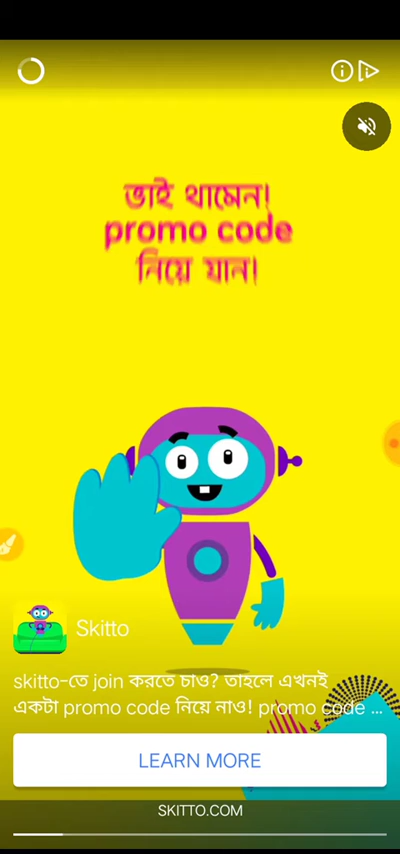 ভাই থামেন!
promo code
নিয়ে যান!
Skitto
skitto-তে join করতে চাও? তাহলে এখনই
একটা promo code নিয়ে নাও! promo code ...
LEARN MORE
SKITTO.COM